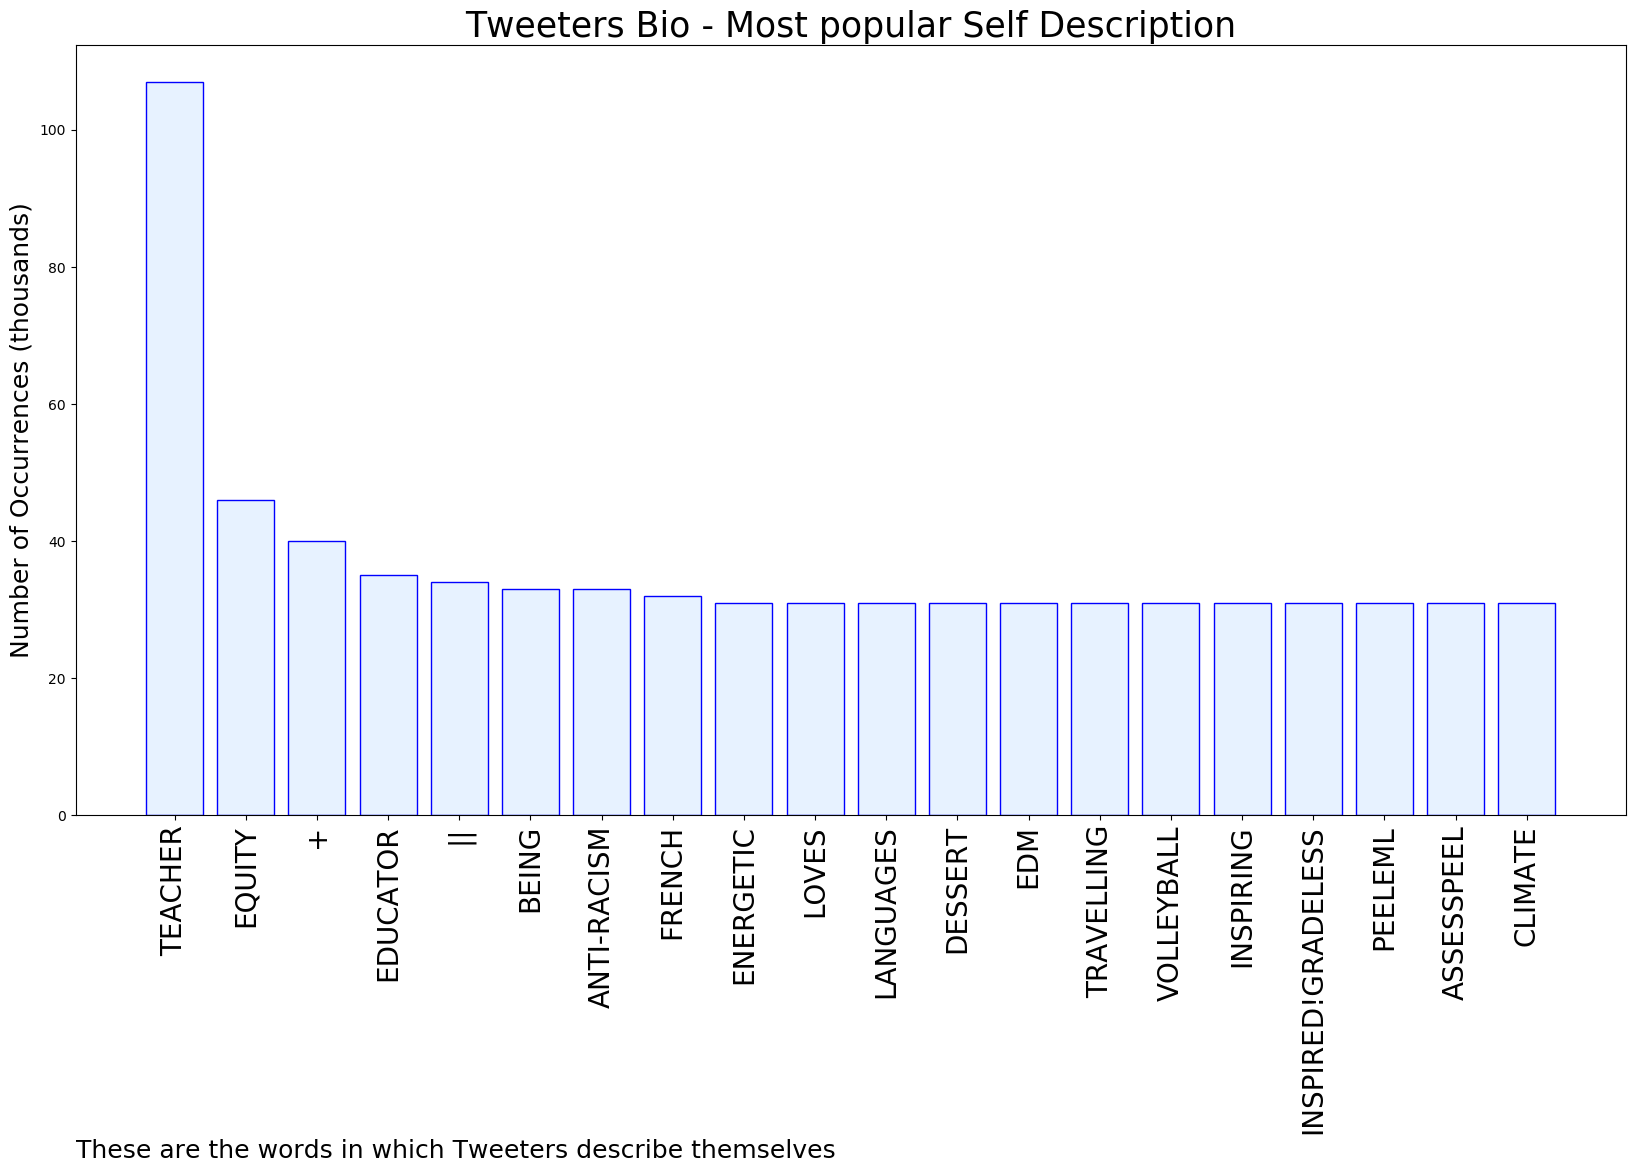 Tweeters Bio - Most popular Self Description
Number of Occurrences (thousands)
100
80
60
40
20
0
TEACHER
EQUITY
+
EDUCATOR
||
BEING
ANTI-RACISM
FRENCH
ENERGETIC
LOVES
LANGUAGES
DESSERT
EDM
TRAVELLING
VOLLEYBALL
INSPIRING
INSPIRED!GRADELESS
PEELEML
ASSESSPEEL
CLIMATE
These are the words in which Tweeters describe themselves